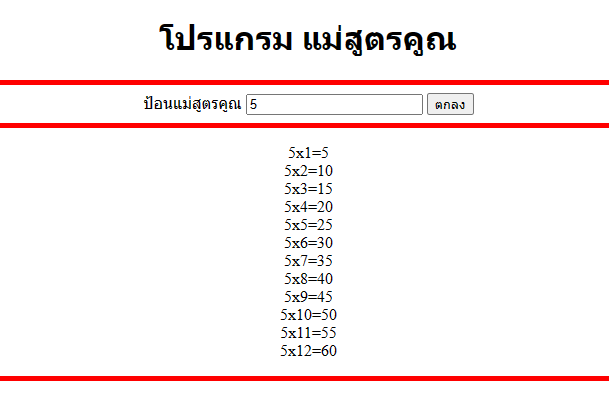 โปรแกรม แม่สูตรคูณ
ป้อนแม่สูตรคูณ 5 ตกลง
5x1=5
5x2=10
5x3=15
5x4=20
5x5=25
5x6=30
5x7=35
5x8=40
5x9=45
5x10=50
5x11=55
5x12=60